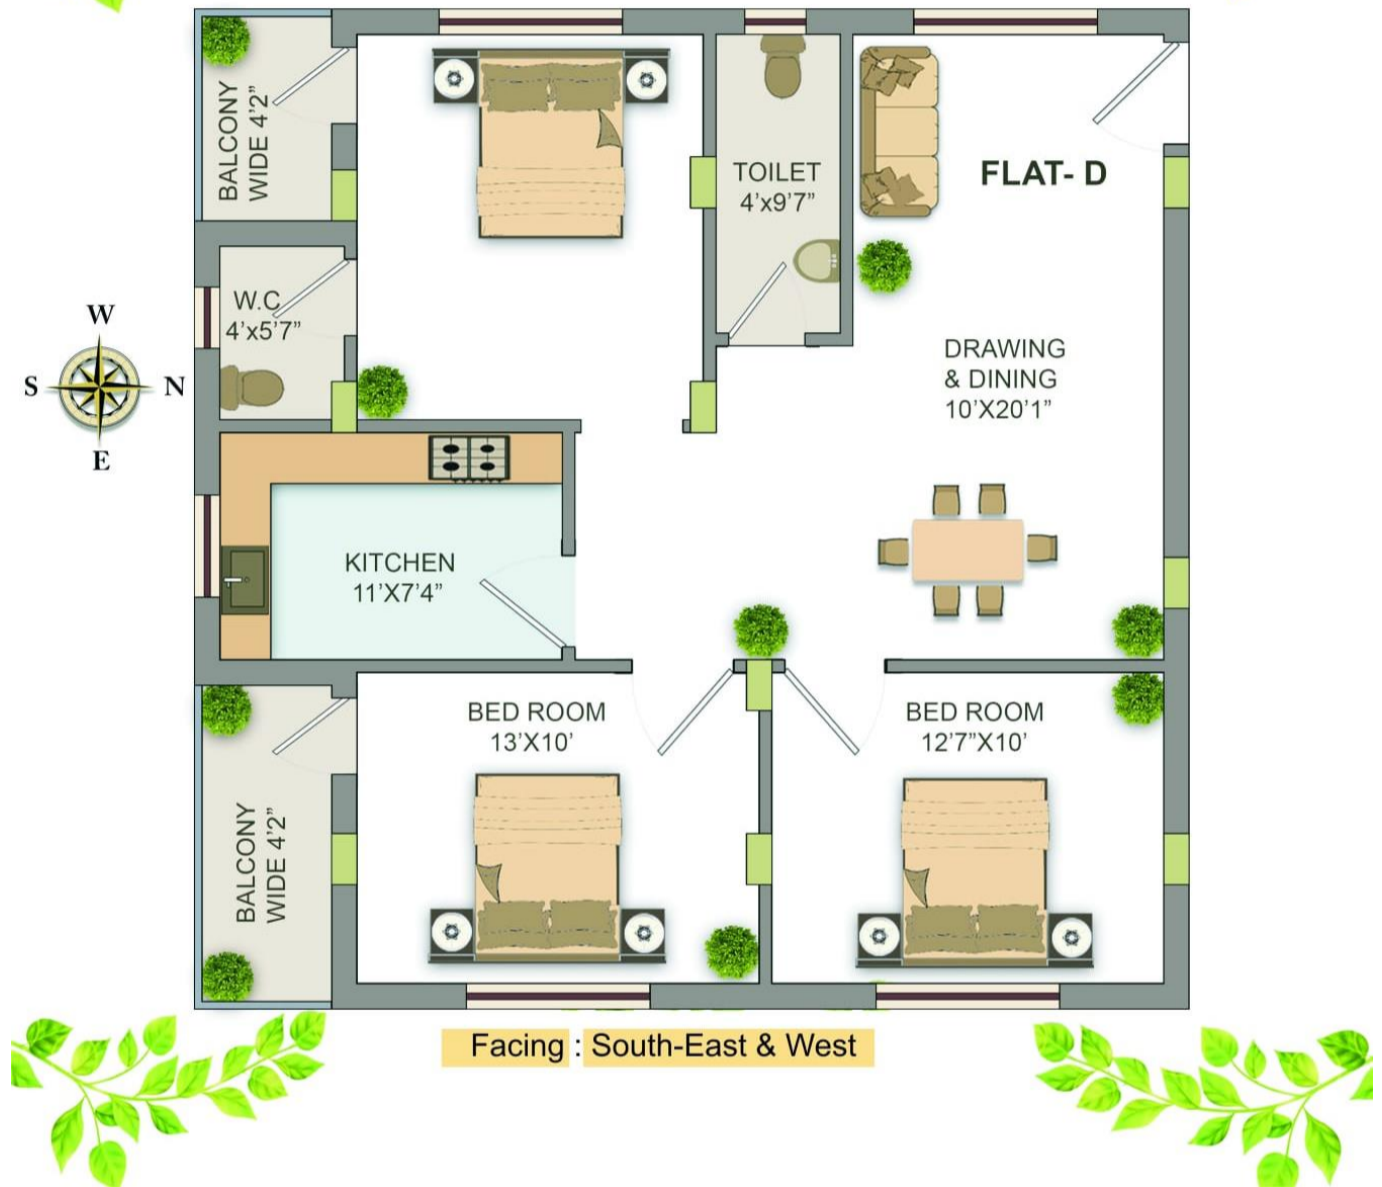 BALCONY
WIDE 4'2"
TOILET
4'x9'7"
FLAT- D
W.C
4'x5'7"
W
S
N
E
DRAWING
& DINING
10'X20'1"
KITCHEN
11'X7'4"
BED ROOM
13'X10'
BED ROOM
12'7"X10'
BALCONY
WIDE 4'2"
Facing : South-East & West